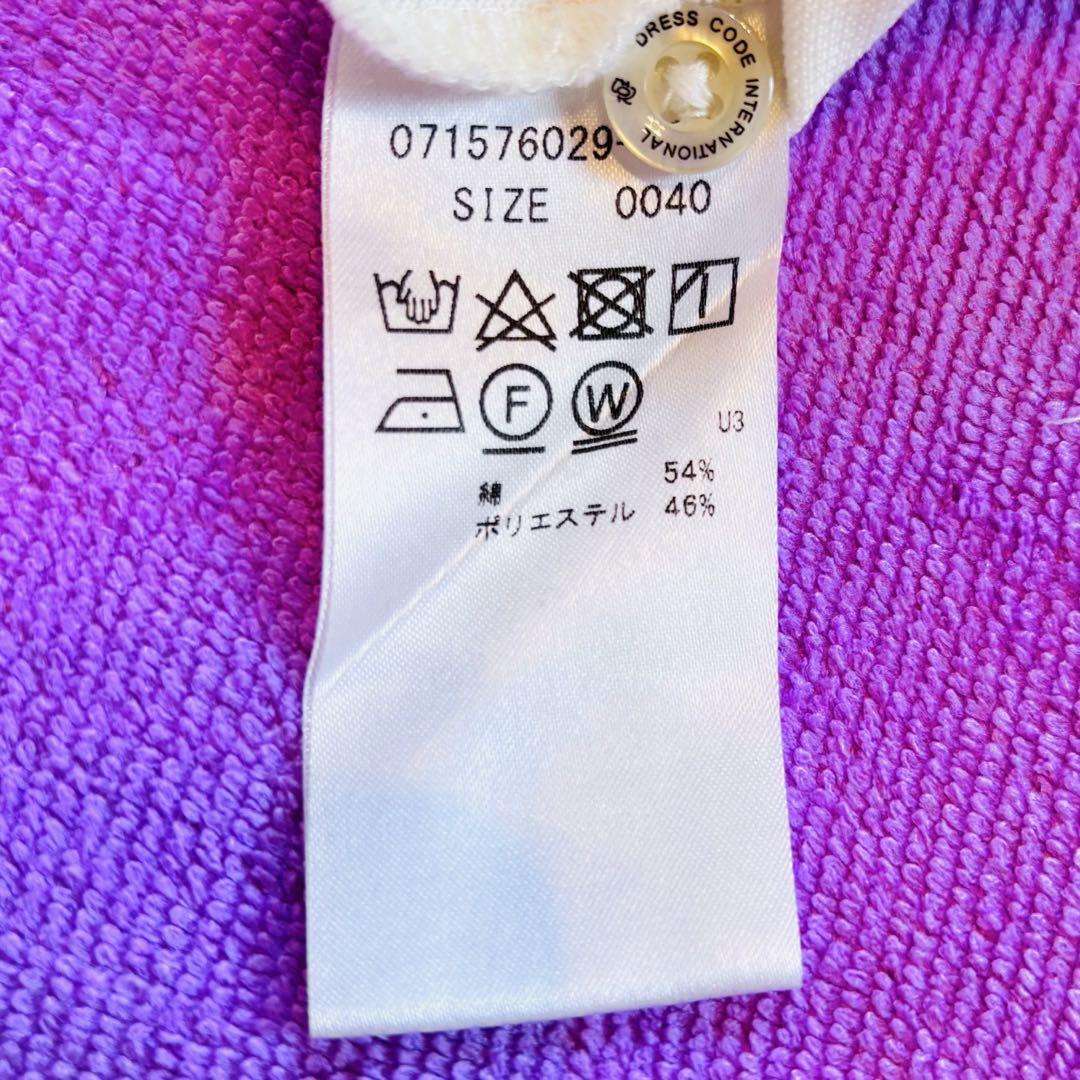 DRESS CODE INTERNATIONAL
071576029-
SIZE 0040
F W
U3
綿 54%
ポリエステル 46%